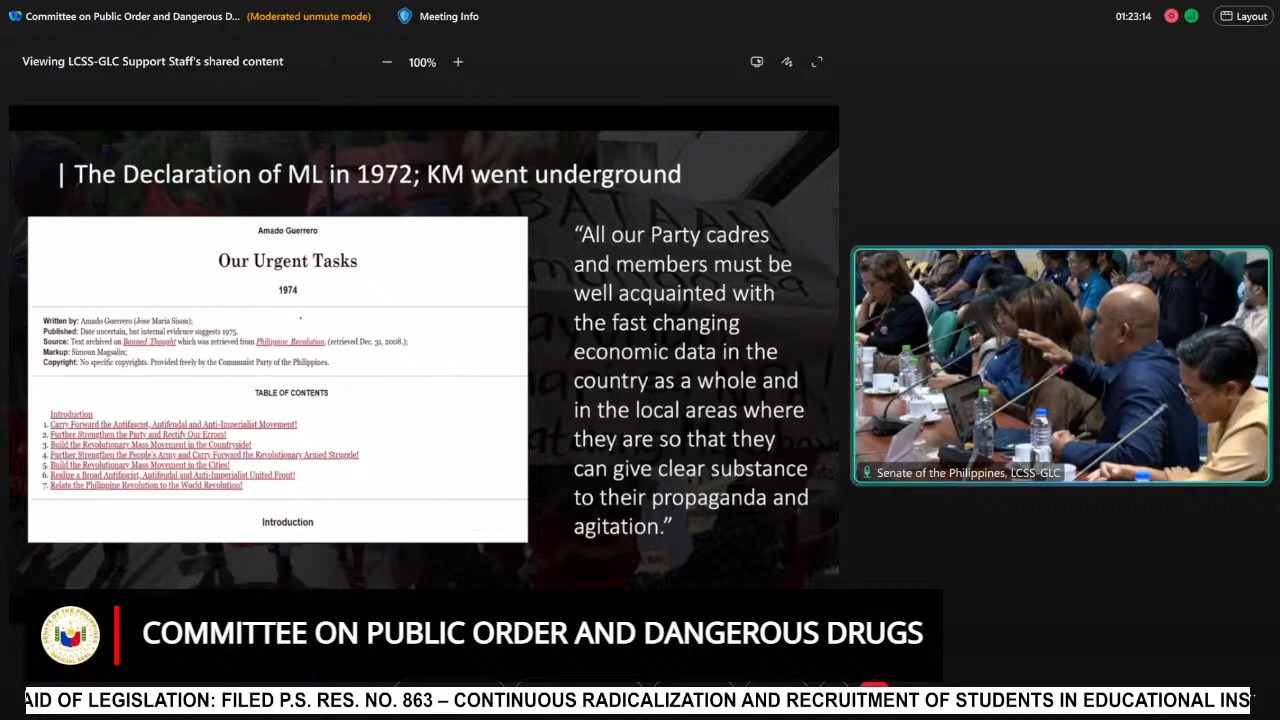 Committee on Public Order and Dangerous D... (Moderated unmute mode) Meeting Info 01:23:14 Layout
Viewing LCSS-GLC Support Staff's shared content 100%
| The Declaration of ML in 1972; KM went underground
Amado Guerrero
Our Urgent Tasks
1974
Written by: Amado Guerrero (Jose Maria Sison);
Published: Date uncertain, but internal evidence suggests 1975.
Source: Text archived on Banned Thought which was retrieved from Philippine Revolution, (retrieved Dec. 31, 2008.);
Markup: Simoun Magsalin;
Copyright: No specific copyrights. Provided freely by the Communist Party of the Philippines.
TABLE OF CONTENTS
Introduction
1. Carry Forward the Antifascist, Antifeudal and Anti-Imperialist Movement!
2. Further Strengthen the Party and Rectify Our Errors!
3. Build the Revolutionary Mass Movement in the Countryside!
4. Further Strengthen the People's Army and Carry Forward the Revolutionary Armed Struggle!
5. Build the Revolutionary Mass Movement in the Cities!
6. Realize a Broad Antifascist, Antifeudal and Anti-Imperialist United Front!
7. Relate the Philippine Revolution to the World Revolution!
Introduction
“All our Party cadres
and members must be
well acquainted with
the fast changing
economic data in the
country as a whole and
in the local areas where
they are so that they
can give clear substance
to their propaganda and
agitation.”
BATAAN
Senate of the Philippines, LCSS-GLC
SENATE OF THE PHILIPPINES
OFFICIAL SEAL
COMMITTEE ON PUBLIC ORDER AND DANGEROUS DRUGS
AID OF LEGISLATION: FILED P.S. RES. NO. 863 – CONTINUOUS RADICALIZATION AND RECRUITMENT OF STUDENTS IN EDUCATIONAL INS